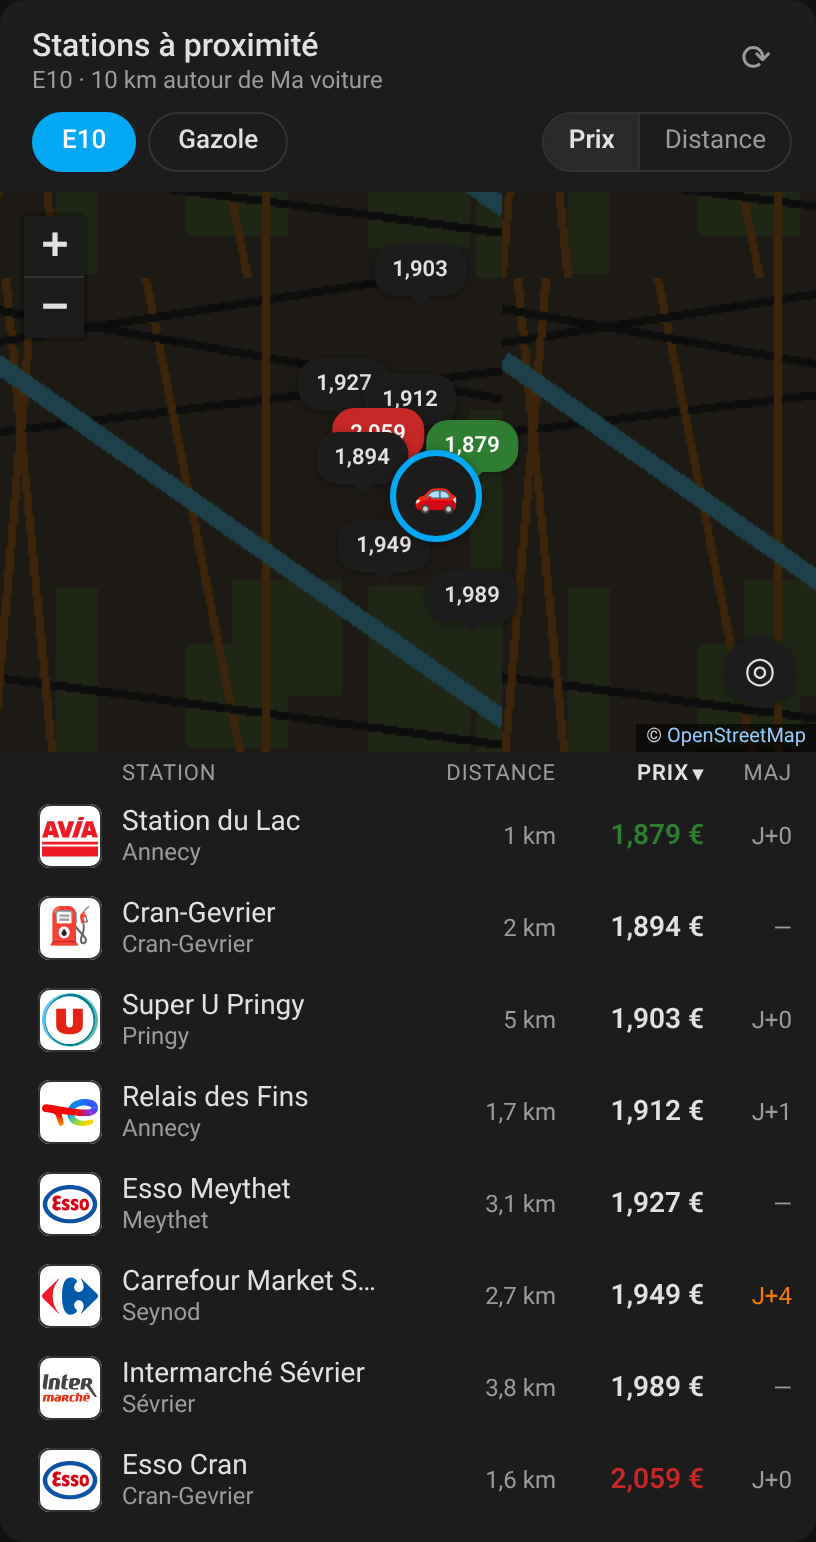 Stations à proximité
E10 · 10 km autour de Ma voiture
⟳
E10
Gazole
Prix
Distance
+
−
1,903
1,927
1,912
2,059
1,879
1,894
1,949
1,989
© OpenStreetMap
STATION DISTANCE PRIX ▾ MAJ
AVIA
Station du Lac
Annecy
1 km 1,879 € J+0
Cran-Gevrier
Cran-Gevrier
2 km 1,894 € —
U
Super U Pringy
Pringy
5 km 1,903 € J+0
Relais des Fins
Annecy
1,7 km 1,912 € J+1
Esso
Esso Meythet
Meythet
3,1 km 1,927 € —
Carrefour Market S…
Seynod
2,7 km 1,949 € J+4
Inter
marché
Intermarché Sévrier
Sévrier
3,8 km 1,989 € —
Esso
Esso Cran
Cran-Gevrier
1,6 km 2,059 € J+0